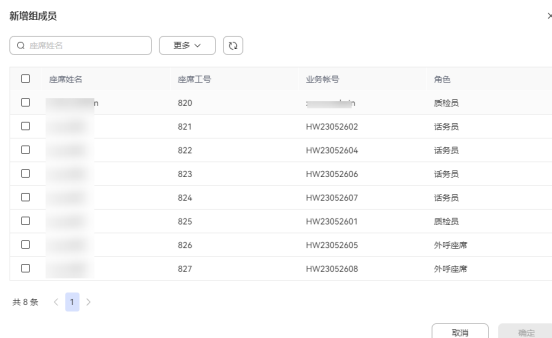 新增组成员
座席姓名
更多
座席姓名 座席工号 业务帐号 角色
820 质检员
821 HW23052602 话务员
822 HW23052604 话务员
823 HW23052606 话务员
824 HW23052607 话务员
825 HW23052601 质检员
826 HW23052605 外呼座席
827 HW23052608 外呼座席
共 8 条 < 1 >
取消 确定